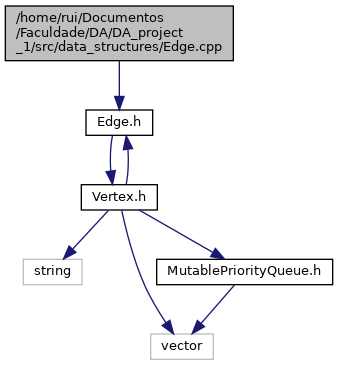 /home/rui/Documentos
/Faculdade/DA/DA_project
_1/src/data_structures/Edge.cpp
Edge.h
Vertex.h
string
MutablePriorityQueue.h
vector